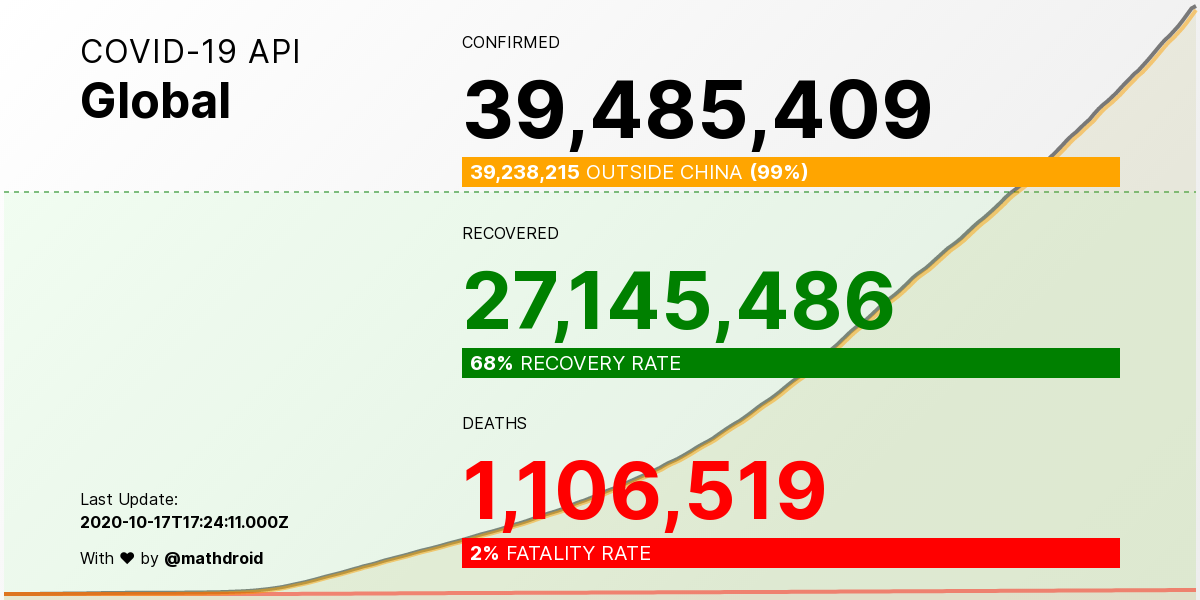 COVID-19 API
Global
CONFIRMED
39,485,409
39,238,215 OUTSIDE CHINA (99%)
RECOVERED
27,145,486
68% RECOVERY RATE
DEATHS
1,106,519
2% FATALITY RATE
Last Update:
2020-10-17T17:24:11.000Z
With ♥ by @mathdroid